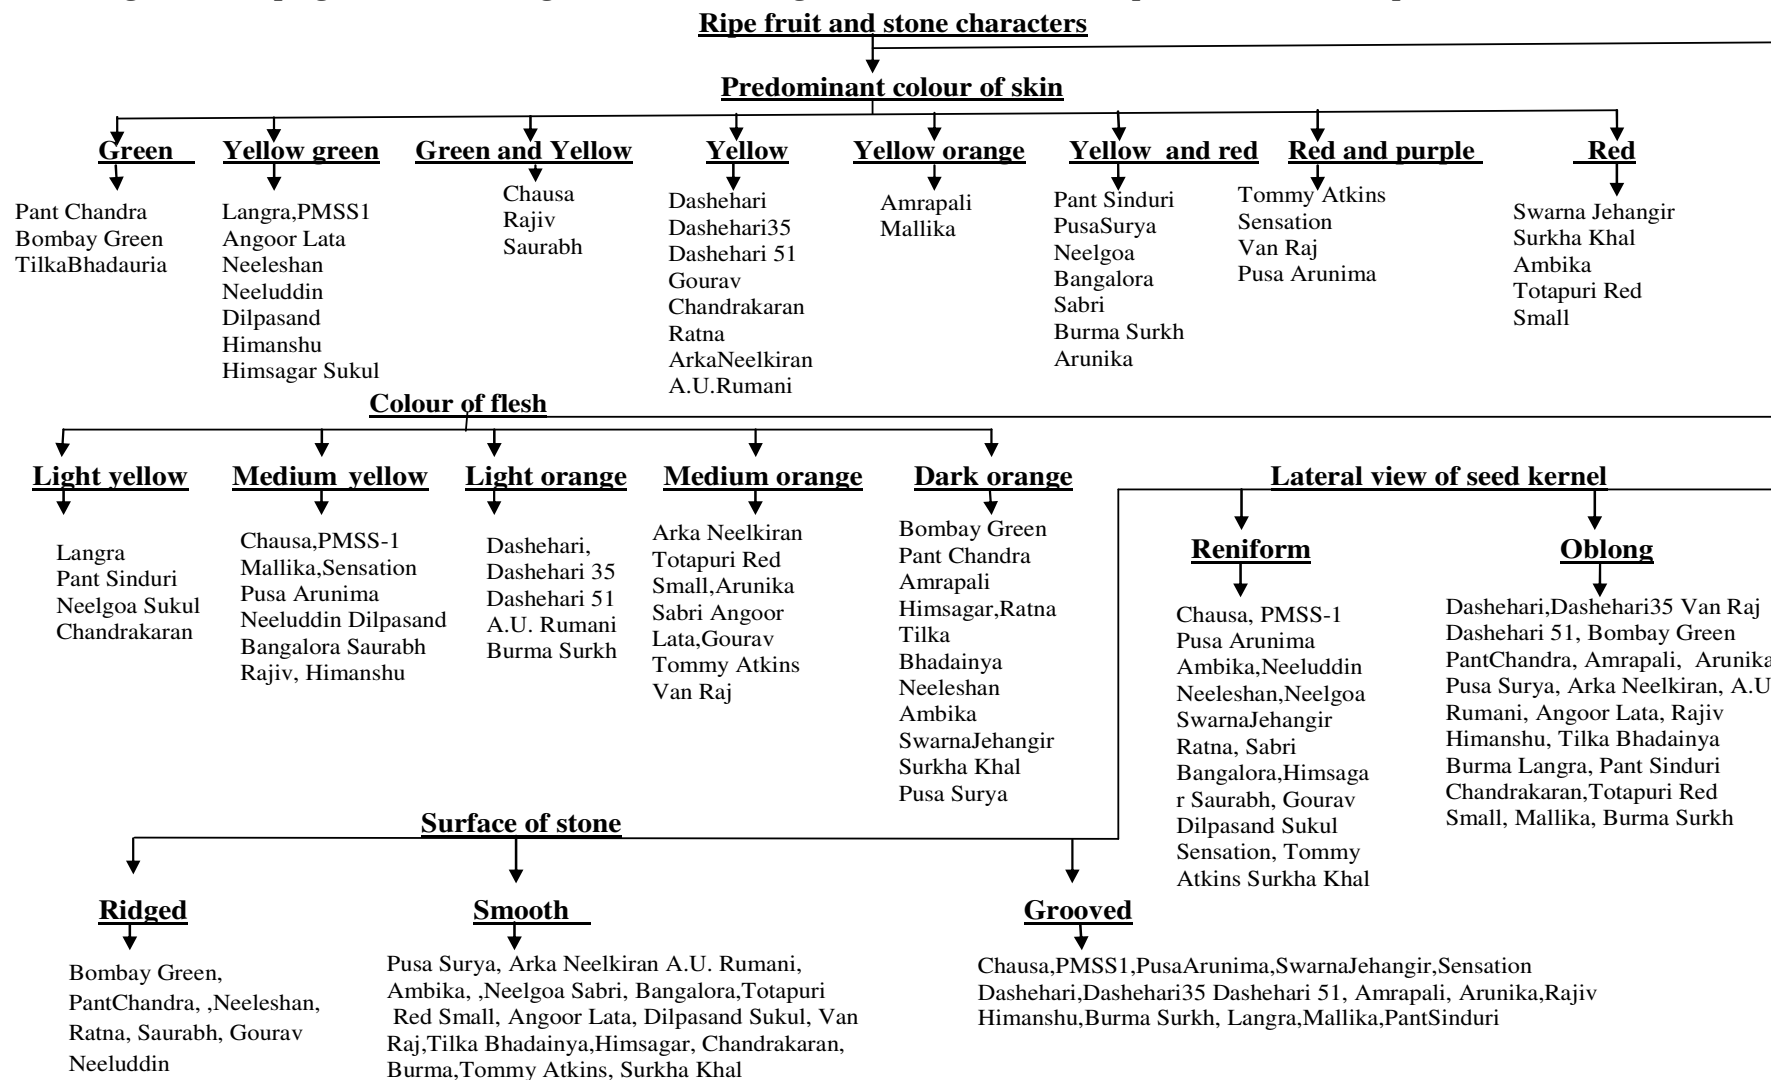 Ripe fruit and stone characters
Predominant colour of skin
Green
Pant Chandra
Bombay Green
TilkaBhadauria
Yellow green
Langra,PMSS1
Angoor Lata
Neeleshan
Neeluddin
Dilpasand
Himanshu
Himsagar Sukul
Green and Yellow
Chausa
Rajiv
Saurabh
Yellow
Dashehari
Dashehari35
Dashehari 51
Gourav
Chandrakaran
Ratna
ArkaNeelkiran
A.U.Rumani
Yellow orange
Amrapali
Mallika
Yellow and red
Pant Sinduri
PusaSurya
Neelgoa
Bangalora
Sabri
Burma Surkh
Arunika
Red and purple
Tommy Atkins
Sensation
Van Raj
Pusa Arunima
Red
Swarna Jehangir
Surkha Khal
Ambika
Totapuri Red
Small
Colour of flesh
Light yellow
Langra
Pant Sinduri
Neelgoa Sukul
Chandrakaran
Medium yellow
Chausa,PMSS-1
Mallika,Sensation
Pusa Arunima
Neeluddin Dilpasand
Bangalora Saurabh
Rajiv, Himanshu
Light orange
Dashehari,
Dashehari 35
Dashehari 51
A.U. Rumani
Burma Surkh
Medium orange
Arka Neelkiran
Totapuri Red
Small,Arunika
Sabri Angoor
Lata,Gourav
Tommy Atkins
Van Raj
Dark orange
Bombay Green
Pant Chandra
Amrapali
Himsagar,Ratna
Tilka
Bhadainya
Neeleshan
Ambika
SwarnaJehangir
Surkha Khal
Pusa Surya
Lateral view of seed kernel
Reniform
Chausa, PMSS-1
Pusa Arunima
Ambika,Neeluddin
Neeleshan,Neelgoa
SwarnaJehangir
Ratna, Sabri
Bangalora,Himsaga
r Saurabh, Gourav
Dilpasand Sukul
Sensation, Tommy
Atkins Surkha Khal
Oblong
Dashehari,Dashehari35 Van Raj
Dashehari 51, Bombay Green
PantChandra, Amrapali, Arunika
Pusa Surya, Arka Neelkiran, A.U
Rumani, Angoor Lata, Rajiv
Himanshu, Tilka Bhadainya
Burma Langra, Pant Sinduri
Chandrakaran,Totapuri Red
Small, Mallika, Burma Surkh
Surface of stone
Ridged
Bombay Green,
PantChandra, ,Neeleshan,
Ratna, Saurabh, Gourav
Neeluddin
Smooth
Pusa Surya, Arka Neelkiran A.U. Rumani,
Ambika, ,Neelgoa Sabri, Bangalora,Totapuri
Red Small, Angoor Lata, Dilpasand Sukul, Van
Raj,Tilka Bhadainya,Himsagar, Chandrakaran,
Burma,Tommy Atkins, Surkha Khal
Grooved
Chausa,PMSS1,PusaArunima,SwarnaJehangir,Sensation
Dashehari,Dashehari35 Dashehari 51, Amrapali, Arunika,Rajiv
Himanshu,Burma Surkh, Langra,Mallika,PantSinduri